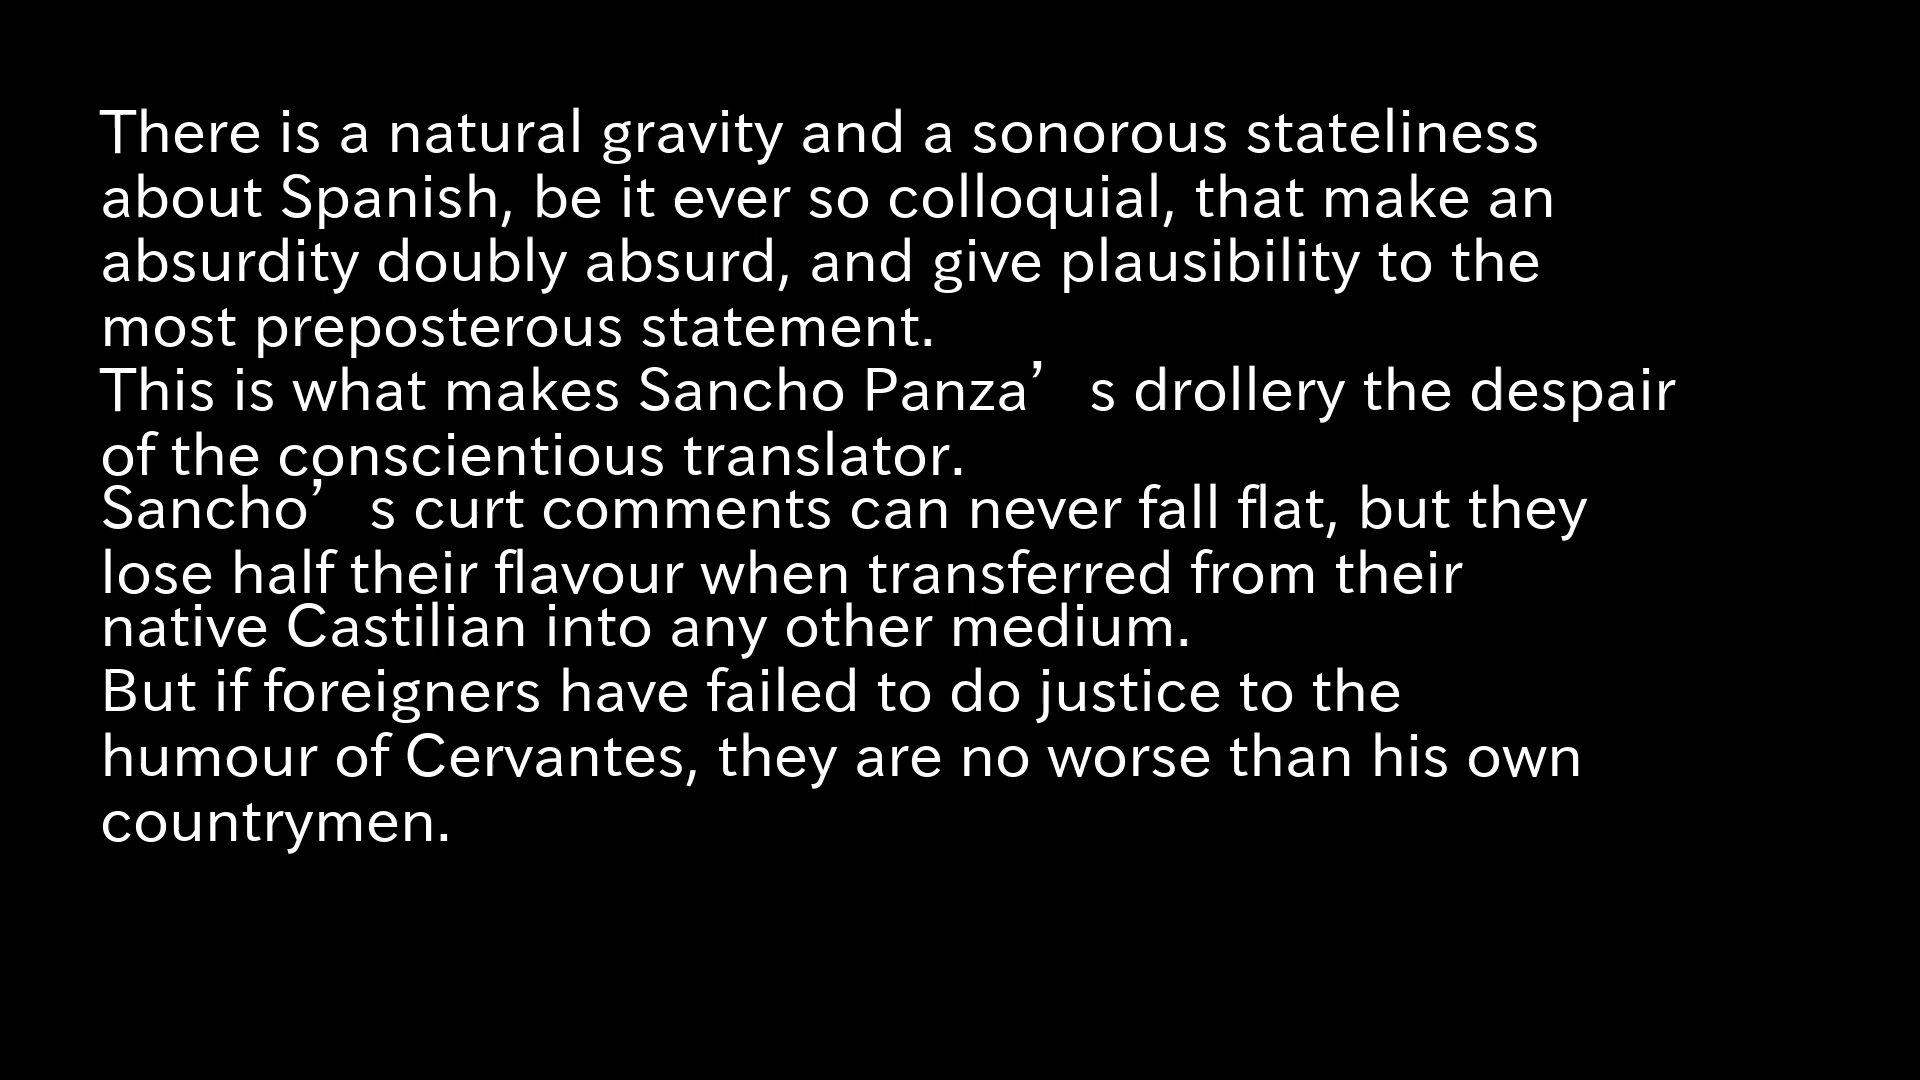 There is a natural gravity and a sonorous stateliness
about Spanish, be it ever so colloquial, that make an
absurdity doubly absurd, and give plausibility to the
most preposterous statement.
This is what makes Sancho Panza’s drollery the despair
of the conscientious translator.
Sancho’s curt comments can never fall flat, but they
lose half their flavour when transferred from their
native Castilian into any other medium.
But if foreigners have failed to do justice to the
humour of Cervantes, they are no worse than his own
countrymen.